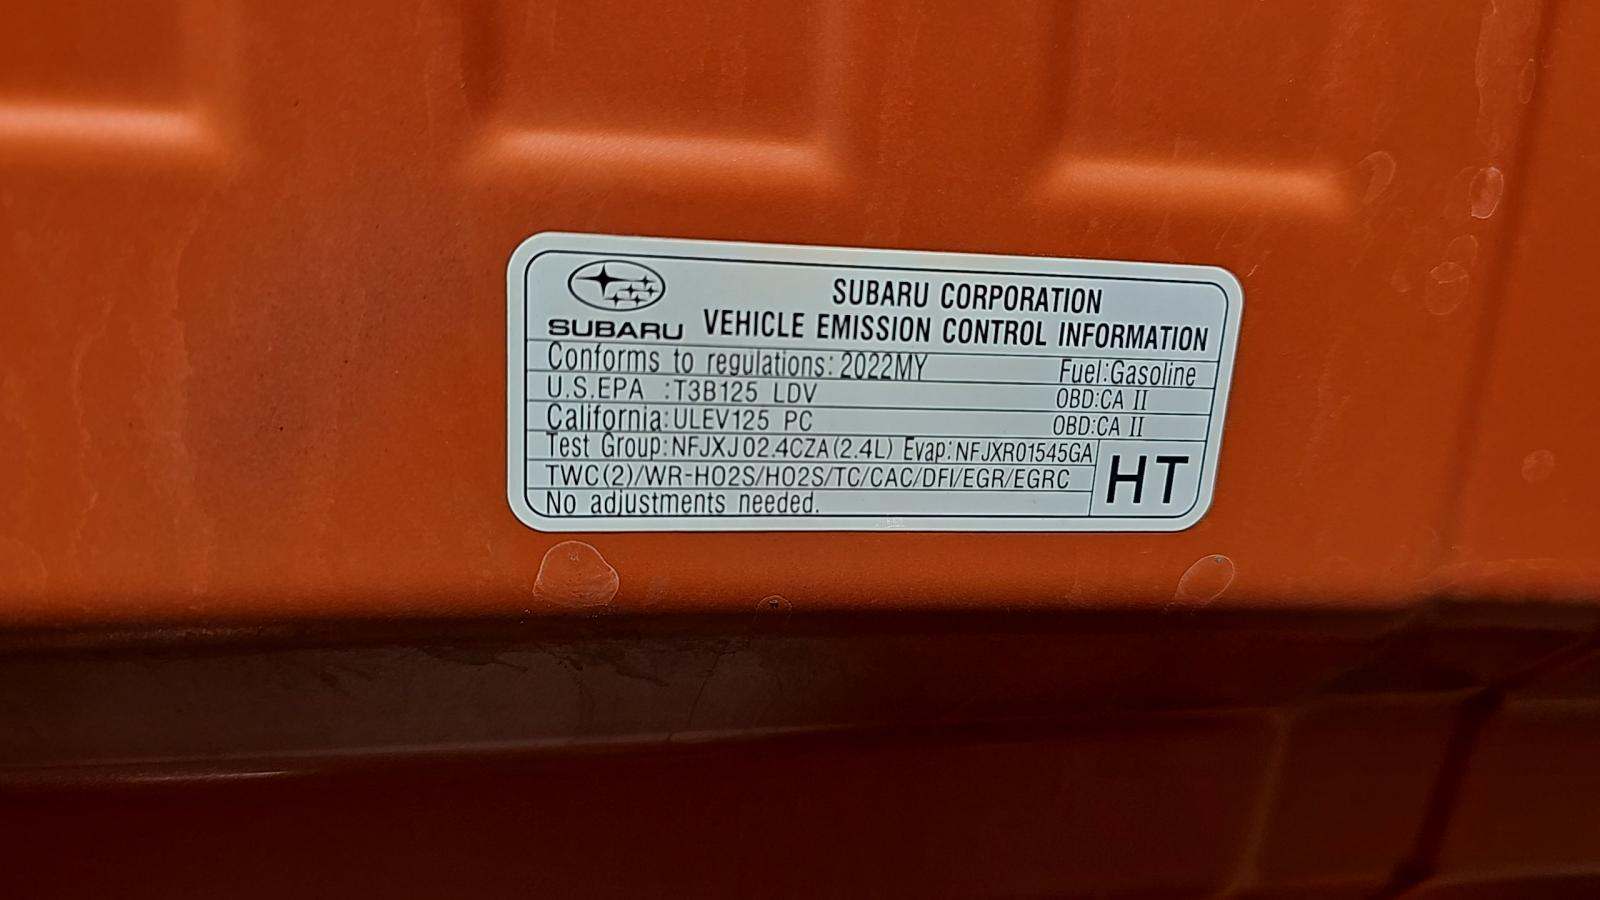 SUBARU
SUBARU CORPORATION
VEHICLE EMISSION CONTROL INFORMATION
Conforms to regulations: 2022MY Fuel:Gasoline
U.S.EPA :T3B125 LDV OBD:CA II
California:ULEV125 PC OBD:CA II
Test Group:NFJXJ02.4CZA(2.4L) Evap:NFJXR01545GA
TWC(2)/WR-HO2S/HO2S/TC/CAC/DFI/EGR/EGRC
No adjustments needed.
HT